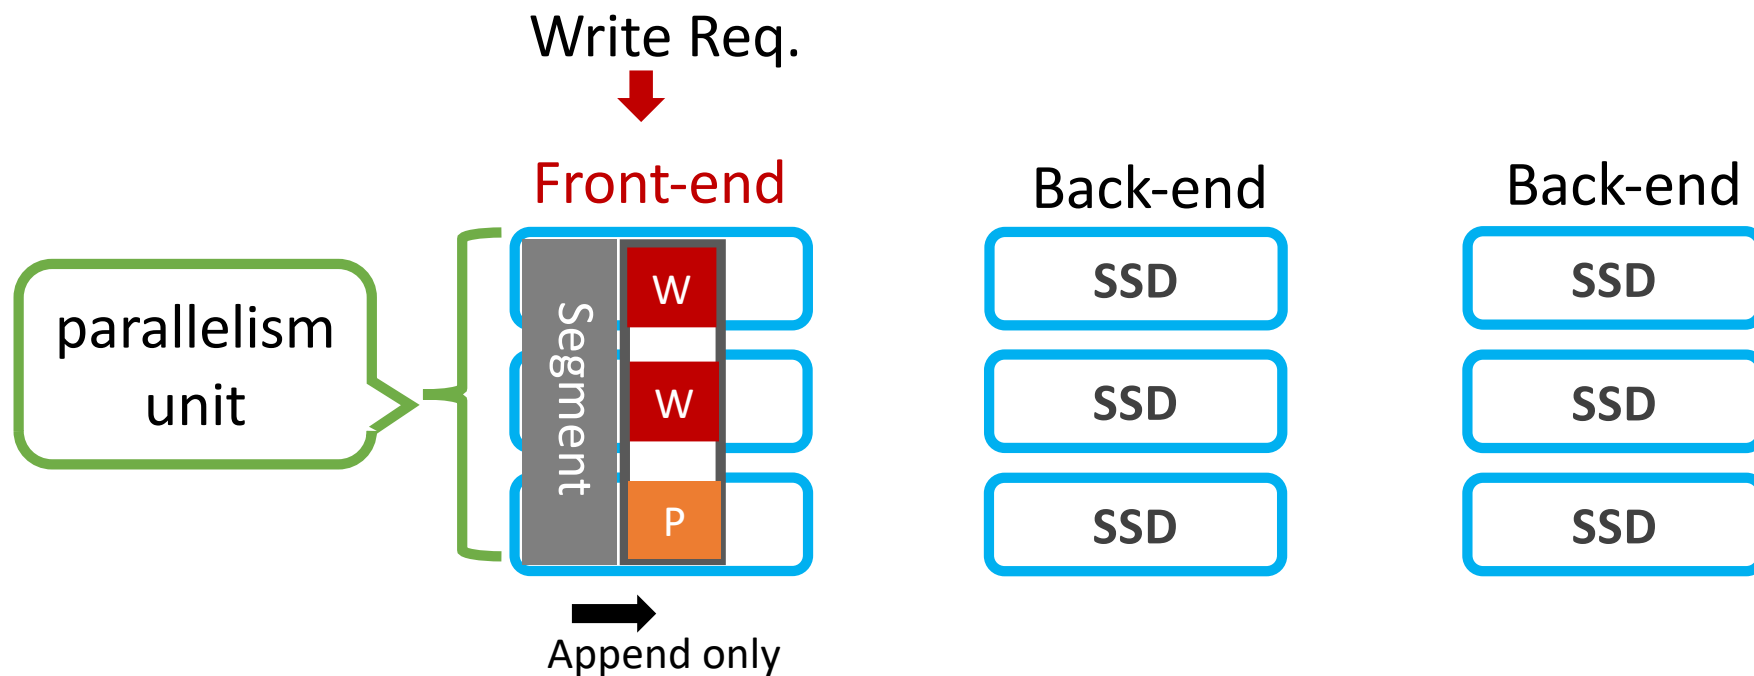 Write Req.
Front-end
Back-end
Back-end
parallelism
unit
Segment
W
W
P
SSD
SSD
SSD
SSD
SSD
SSD
Append only